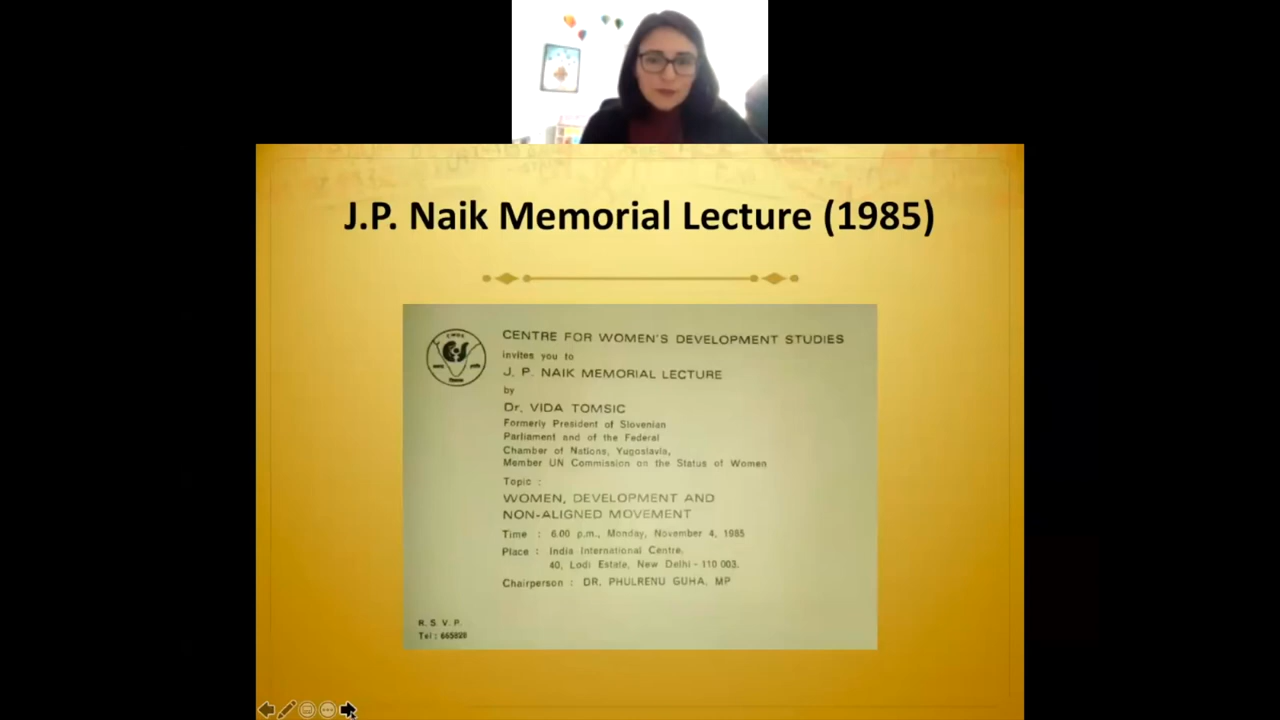 J.P. Naik Memorial Lecture (1985)
CENTRE FOR WOMEN'S DEVELOPMENT STUDIES
invites you to
J. P. NAIK MEMORIAL LECTURE
by
Dr. VIDA TOMSIC
Formerly President of Slovenian
Parliament and of the Federal
Chamber of Nations, Yugoslavia,
Member UN Commission on the Status of Women
Topic :
WOMEN, DEVELOPMENT AND
NON-ALIGNED MOVEMENT
Time : 6.00 p.m., Monday, November 4, 1985
Place : India International Centre,
40, Lodi Estate, New Delhi - 110 003.
Chairperson : DR. PHULRENU GUHA. MP
R. S. V. P.
Tel : 665820